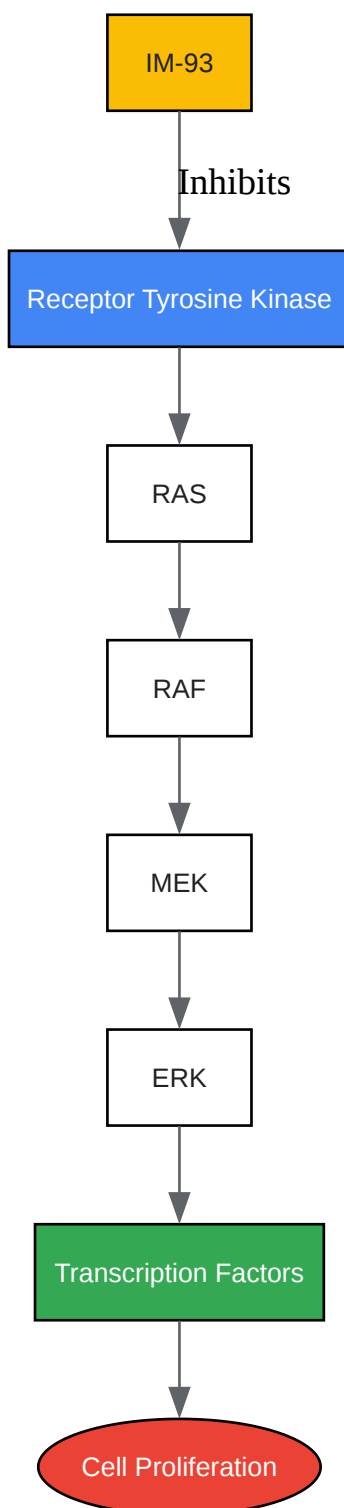 IM-93
Inhibits
Receptor Tyrosine Kinase
RAS
RAF
MEK
ERK
Transcription Factors
Cell Proliferation